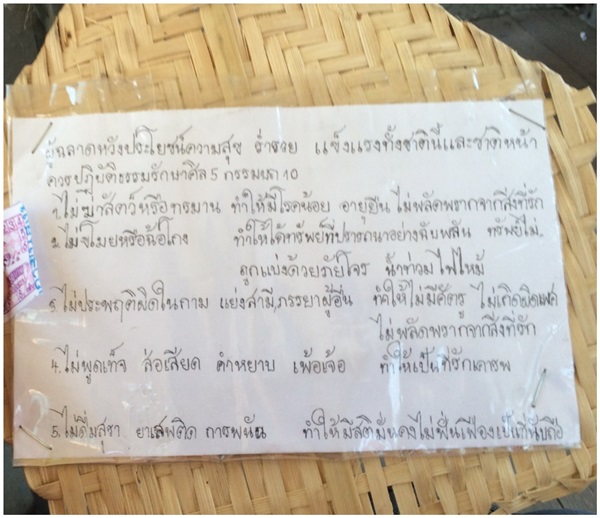 ผู้ฉลาดหวังประโยชน์ความสุข ร่ำรวย แข็งแรงทั้งชาตินี้และชาติหน้า
ควรปฏิบัติธรรมรักษาศีล 5 กรรมบถ 10
1. ไม่ฆ่าสัตว์หรือทรมาน ทำให้มีโรคน้อย อายุยืน ไม่พลัดพรากจากสิ่งที่รัก
2. ไม่ขโมยหรือฉ้อโกง ทำให้ได้ทรัพย์ที่ปรารถนาอย่างฉับพลัน ทรัพย์ไม่
ถูกแบ่งด้วยภัยโจร น้ำท่วมไฟไหม้
3. ไม่ประพฤติผิดในกาม แย่งสามี, ภรรยาผู้อื่น ทำให้ไม่มีศัตรู ไม่เกิดผิดเพศ
ไม่พลัดพรากจากสิ่งที่รัก
4. ไม่พูดเท็จ ส่อเสียด คำหยาบ เพ้อเจ้อ ทำให้เป็นที่รักเคารพ
5. ไม่ดื่มสุรา ยาเสพติด การพนัน ทำให้มีสติมั่นคงไม่ฟั่นเฟืองเป็นที่นับถือ